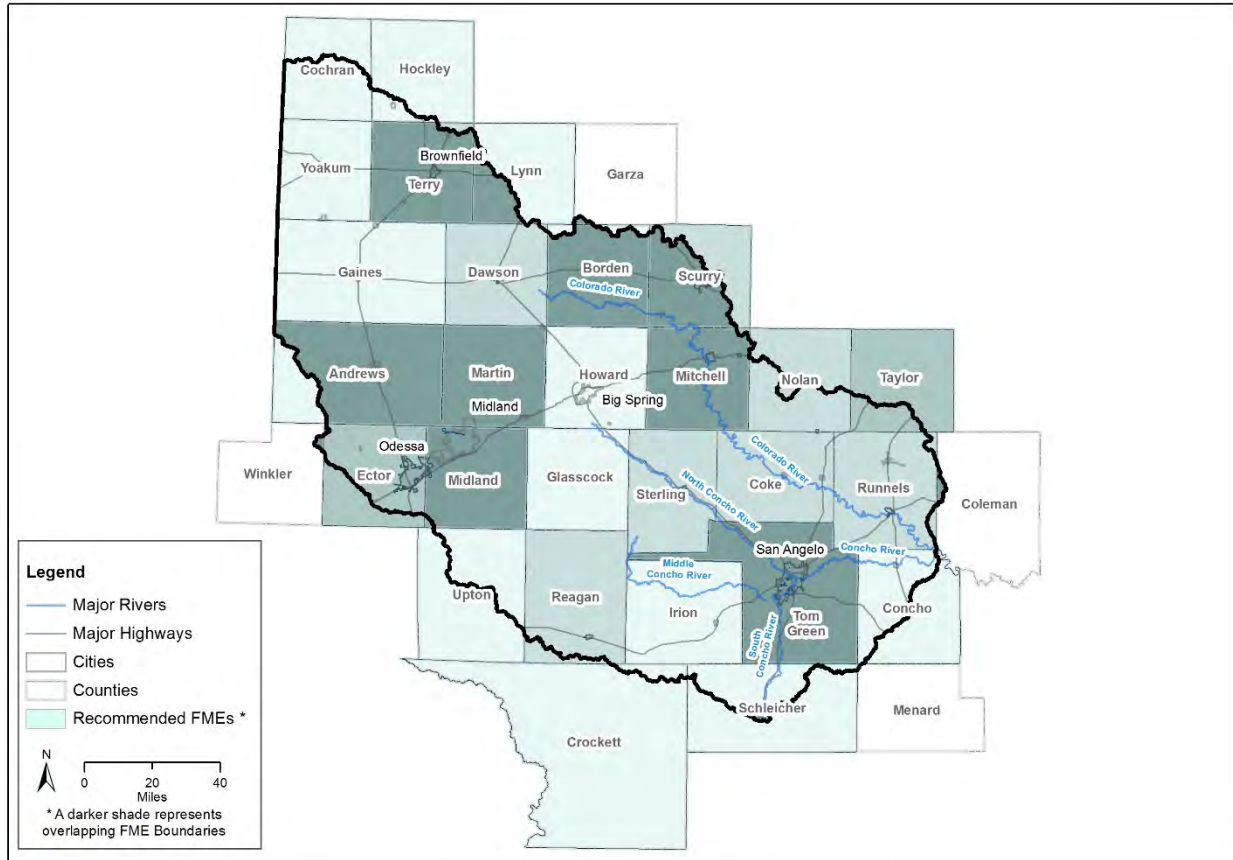 Cochran
Hockley
Brownfield
Yoakum
Lynn
Garza
Terry
Gaines
Dawson
Borden
Scurry
Colorado River
Andrews
Martin
Howard
Mitchell
Nolan
Taylor
Midland
Big Spring
Odessa
Winkler
Ector
Midland
Glasscock
Sterling
North Concho River
Coke
Colorado River
Runnels
Coleman
San Angelo
Concho River
Middle
Concho River
Upton
Reagan
Irion
Tom
Green
Concho
South
Concho River
Schleicher
Menard
Crockett
Legend
Major Rivers
Major Highways
Cities
Counties
Recommended FMEs *
N
0 20 40
Miles
* A darker shade represents
overlapping FME Boundaries